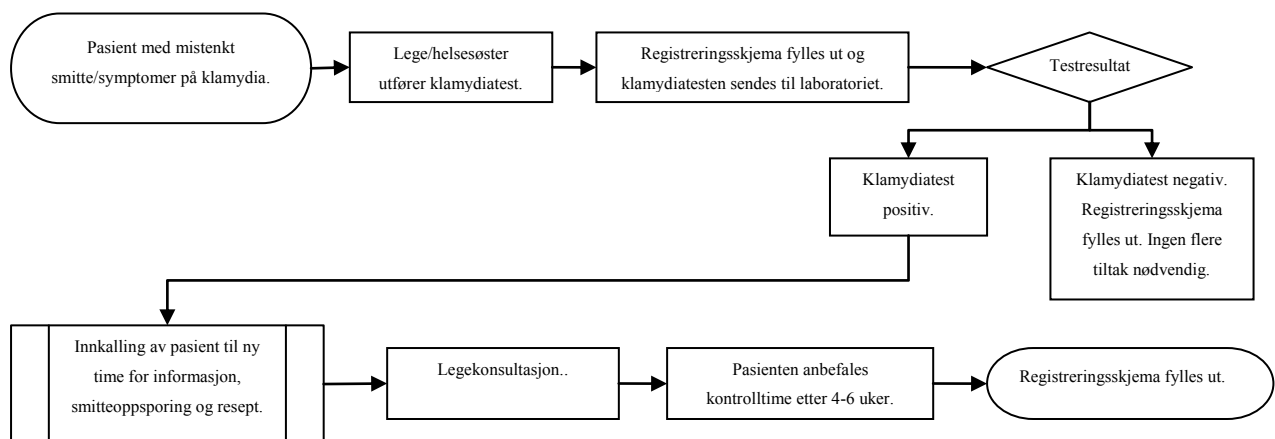 Pasient med mistenkt
smitte/symptomer på klamydia.
Lege/helsesøster
utfører klamydiatest.
Registreringsskjema fylles ut og
klamydiatesten sendes til laboratoriet.
Testresultat
Klamydiatest
positiv.
Klamydiatest negativ.
Registreringsskjema
fylles ut. Ingen flere
tiltak nødvendig.
Innkalling av pasient til ny
time for informasjon,
smitteoppsporing og resept.
Legekonsultasjon..
Pasienten anbefales
kontrolltime etter 4-6 uker.
Registreringsskjema fylles ut.